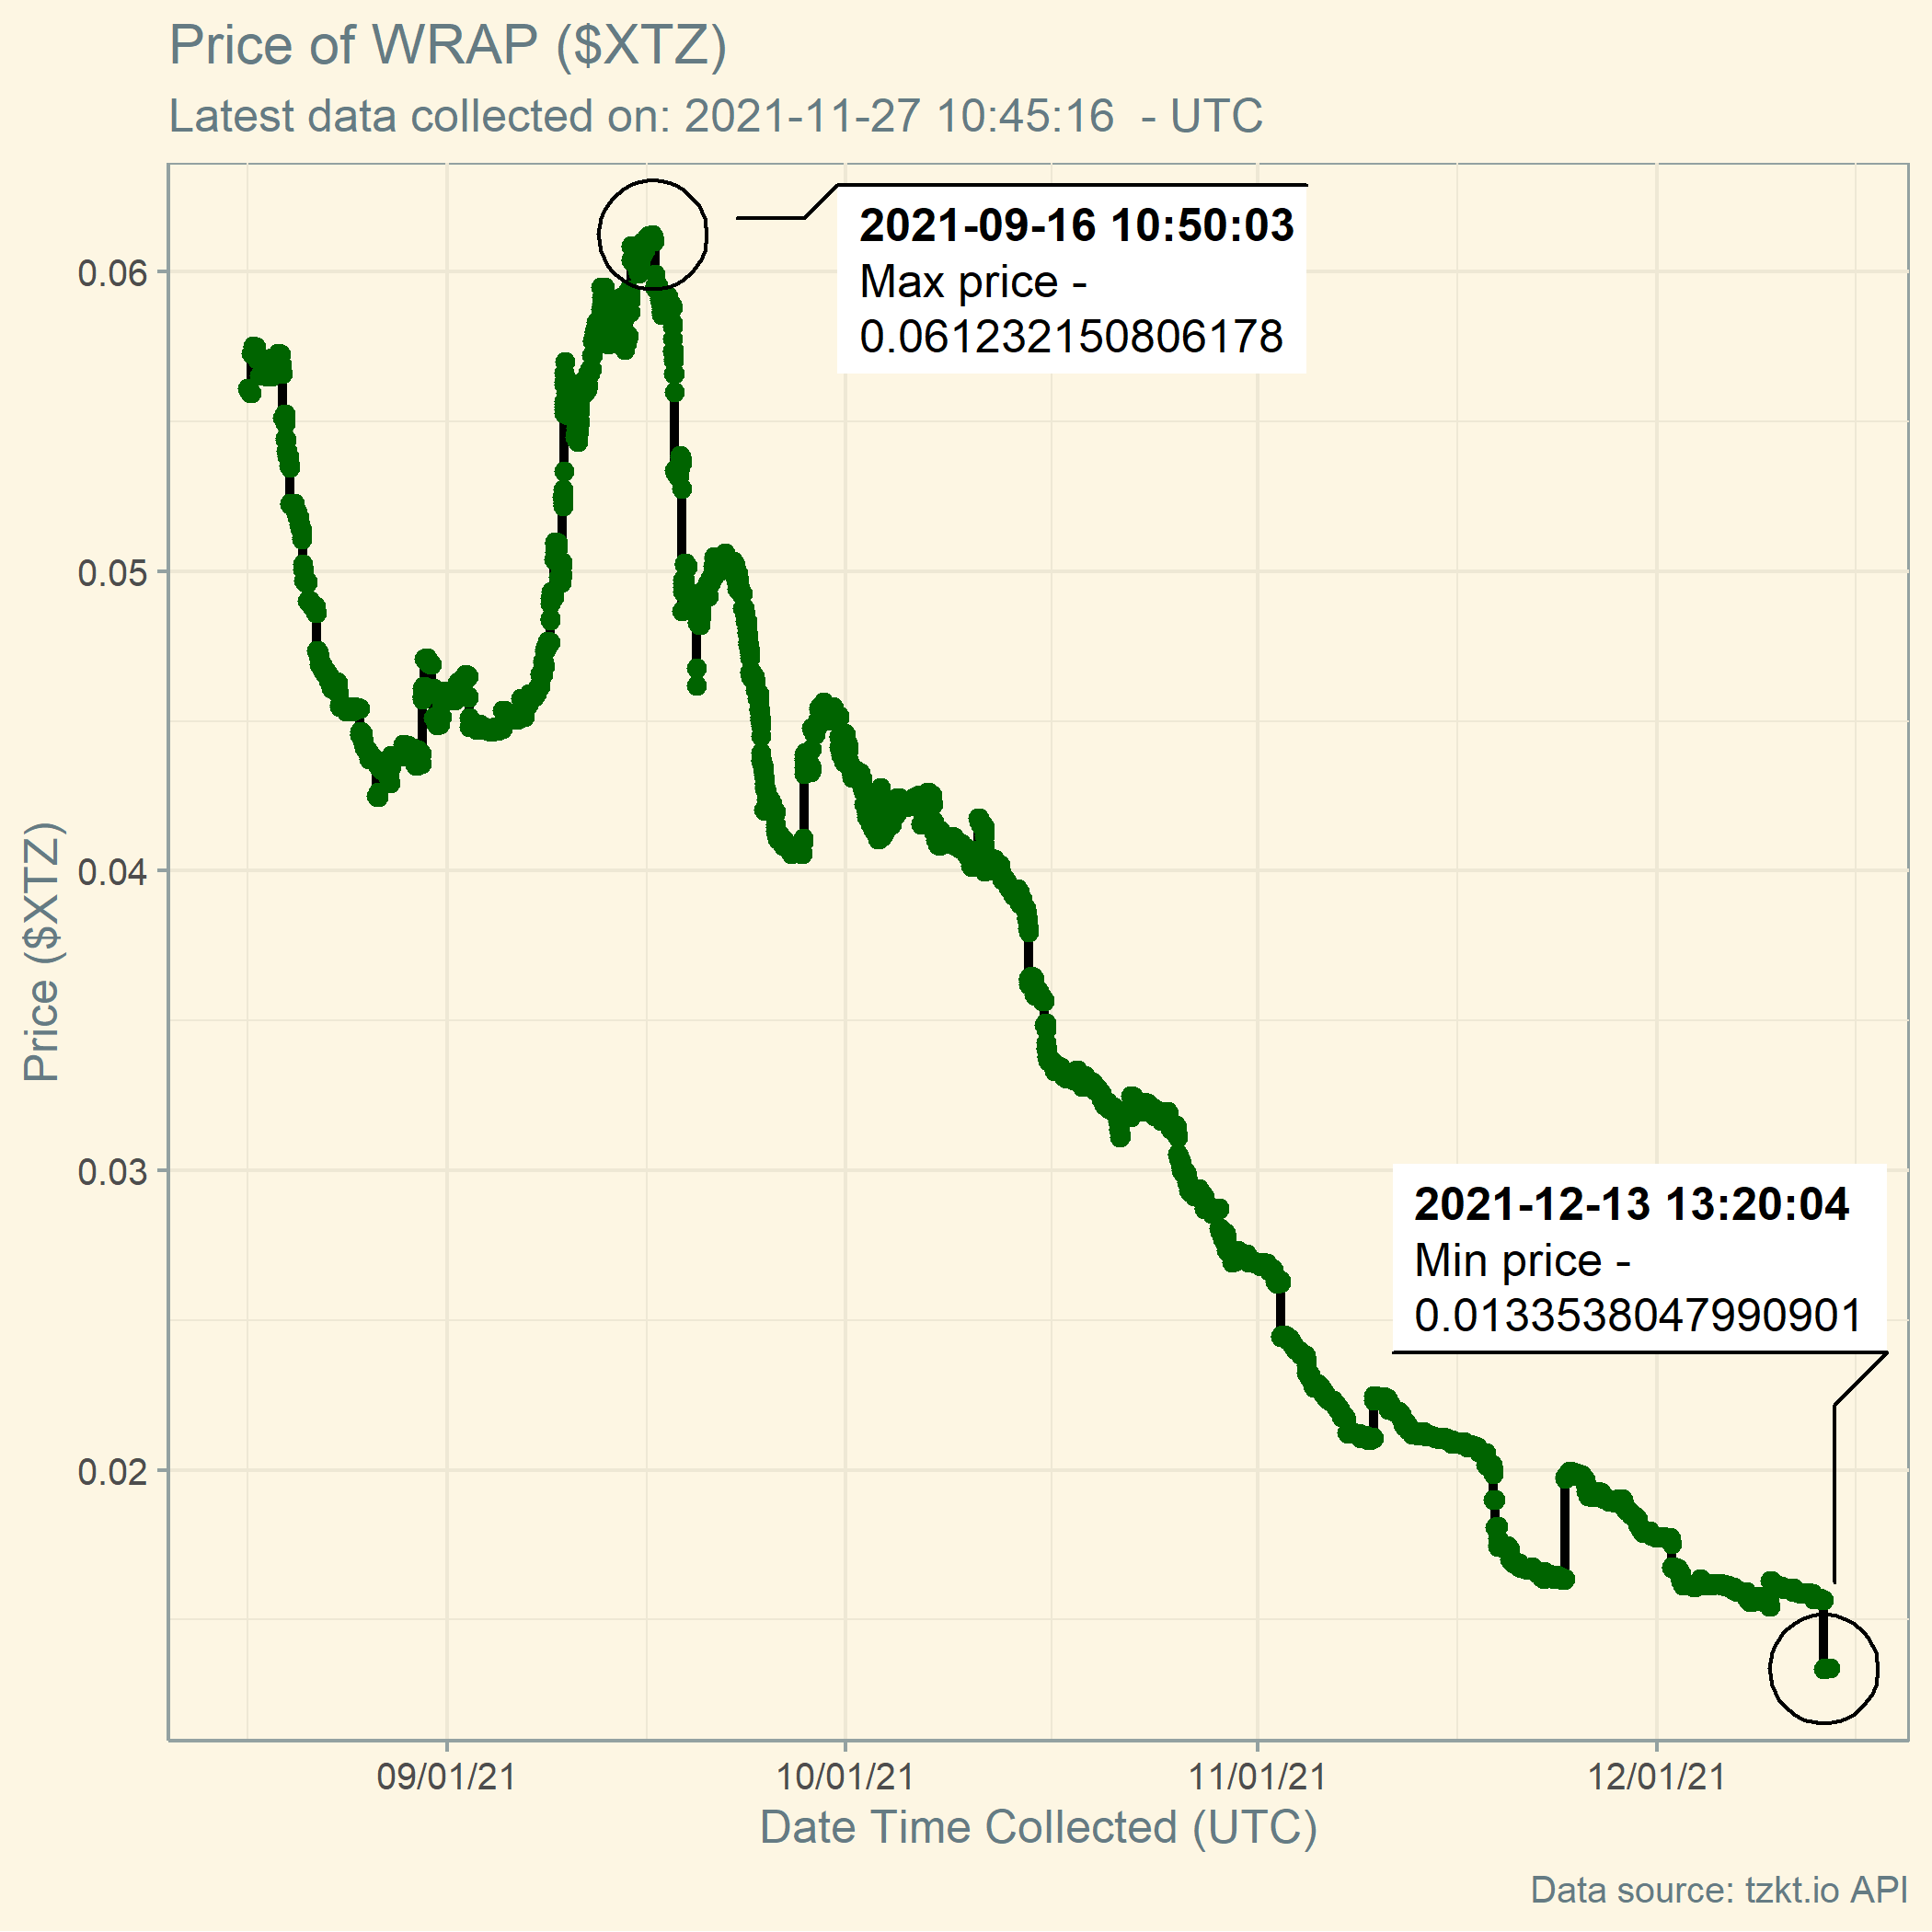 Price of WRAP ($XTZ)
Latest data collected on: 2021-11-27 10:45:16  - UTC
2021-09-16 10:50:03
Max price -
0.061232150806178
2021-12-13 13:20:04
Min price -
0.0133538047990901
Price ($XTZ)
0.06
0.05
0.04
0.03
0.02
09/01/21
10/01/21
11/01/21
12/01/21
Date Time Collected (UTC)
Data source: tzkt.io API